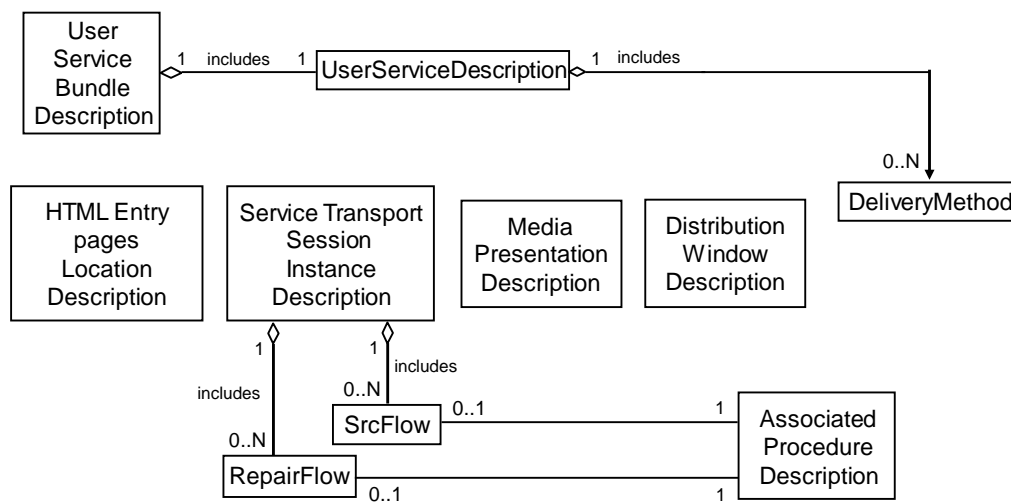 User
Service
Bundle
Description
1
includes
1
UserServiceDescription
1
includes
0..N
DeliveryMethod
HTML Entry
pages
Location
Description
Service Transport
Session
Instance
Description
Media
Presentation
Description
Distribution
Window
Description
1
1
includes
includes
0..N
0..N
SrcFlow
0..1
1
RepairFlow
0..1
1
Associated
Procedure
Description